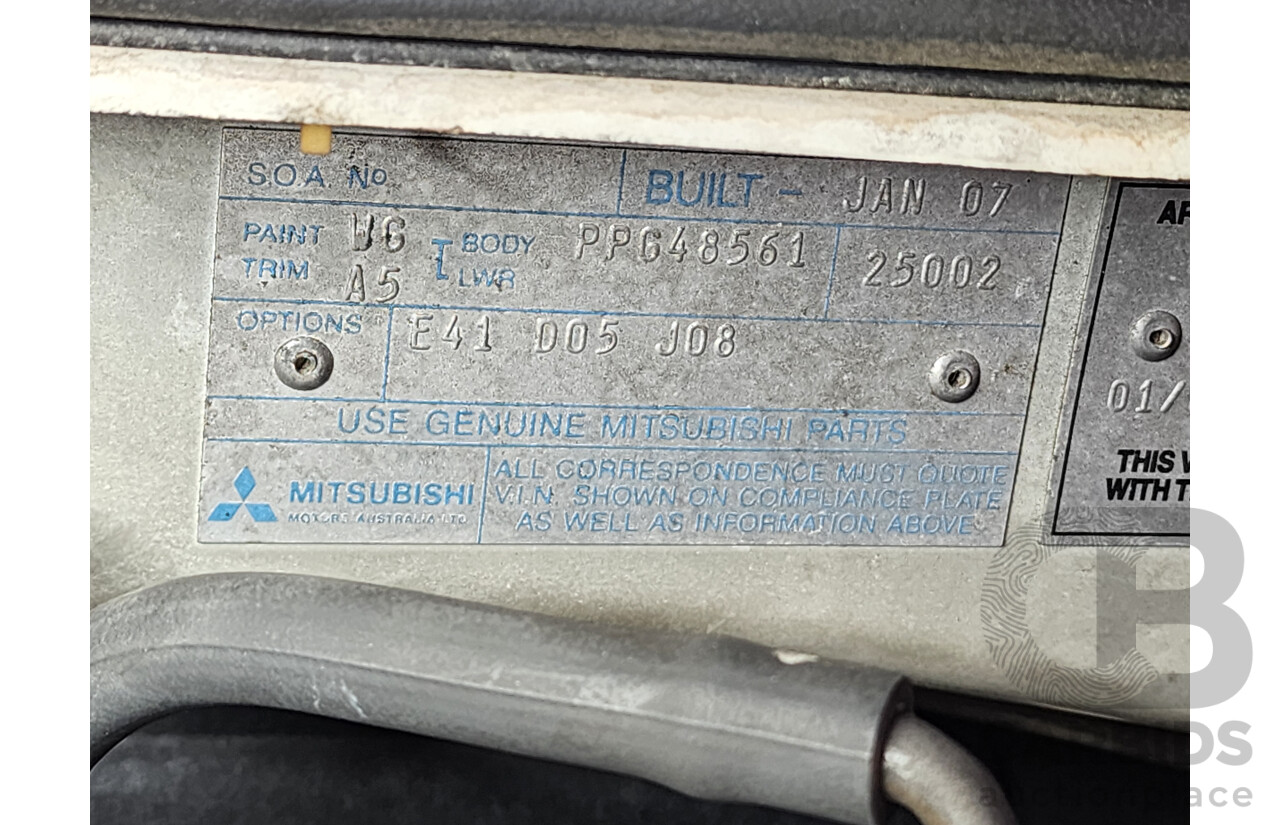 S.O.A. No
BUILT - JAN 07
PAINT WG
TRIM A5
BODY PPG48561
LWR
25002
OPTIONS E41 D05 J08
USE GENUINE MITSUBISHI PARTS
MITSUBISHI
MOTORS AUSTRALIA LTD
ALL CORRESPONDENCE MUST QUOTE
V.I.N. SHOWN ON COMPLIANCE PLATE
AS WELL AS INFORMATION ABOVE
01/
THIS
WITH